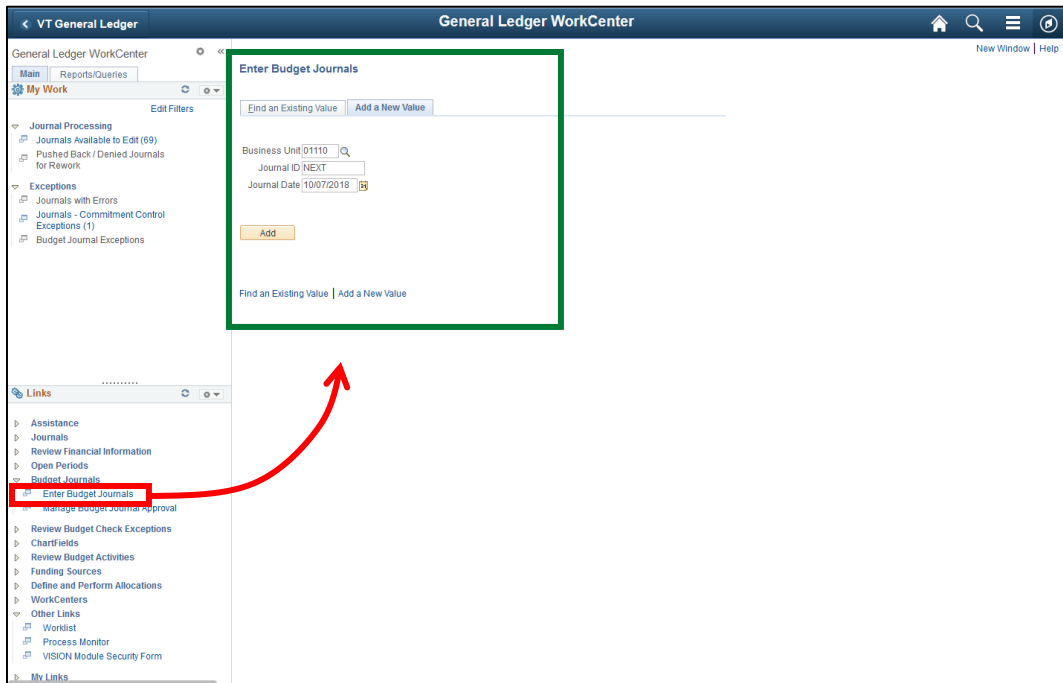 VT General Ledger
General Ledger WorkCenter
New Window | Help
General Ledger WorkCenter
Main
Reports/Queries
My Work
Edit Filters
Journal Processing
Journals Available to Edit (69)
Pushed Back / Denied Journals
for Rework
Exceptions
Journals with Errors
Journals - Commitment Control
Exceptions (1)
Budget Journal Exceptions
Links
Assistance
Journals
Review Financial Information
Open Periods
Budget Journals
Enter Budget Journals
Manage Budget Journal Approval
Review Budget Check Exceptions
ChartFields
Review Budget Activities
Funding Sources
Define and Perform Allocations
WorkCenters
Other Links
Worklist
Process Monitor
VISION Module Security Form
My Links
Enter Budget Journals
Find an Existing Value
Add a New Value
Business Unit 01110
Journal ID NEXT
Journal Date 10/07/2018
Add
Find an Existing Value | Add a New Value